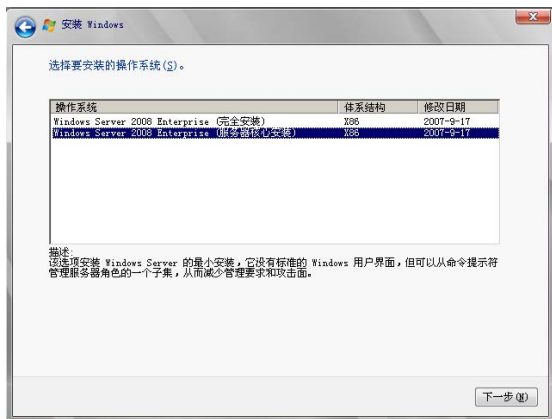 安装 Windows
选择要安装的操作系统(S)。
操作系统 体系结构 修改日期
Windows Server 2008 Enterprise (完全安装) X86 2007-9-17
Windows Server 2008 Enterprise (服务器核心安装) X86 2007-9-17
描述:
该选项安装 Windows Server 的最小安装，它没有标准的 Windows 用户界面，但可以从命令提示符
管理服务器角色的一个子集，从而减少管理要求和攻击面。
下一步(N)